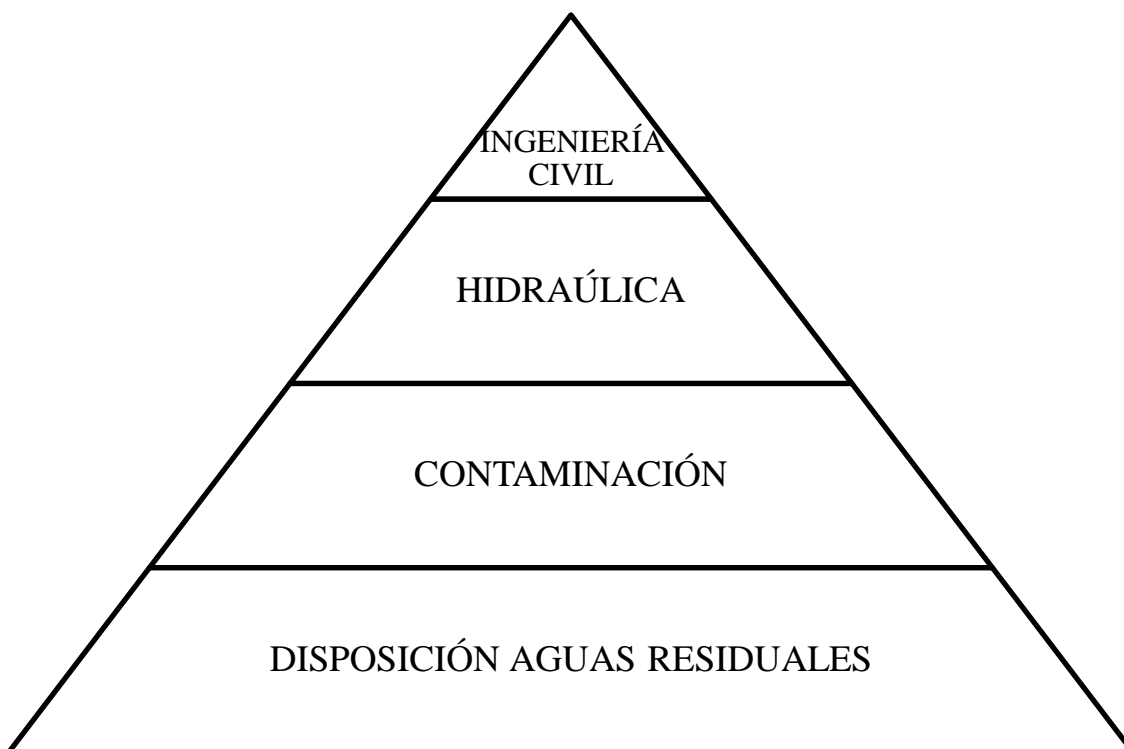 INGENIERÍA
CIVIL
HIDRAÚLICA
CONTAMINACIÓN
DISPOSICIÓN AGUAS RESIDUALES